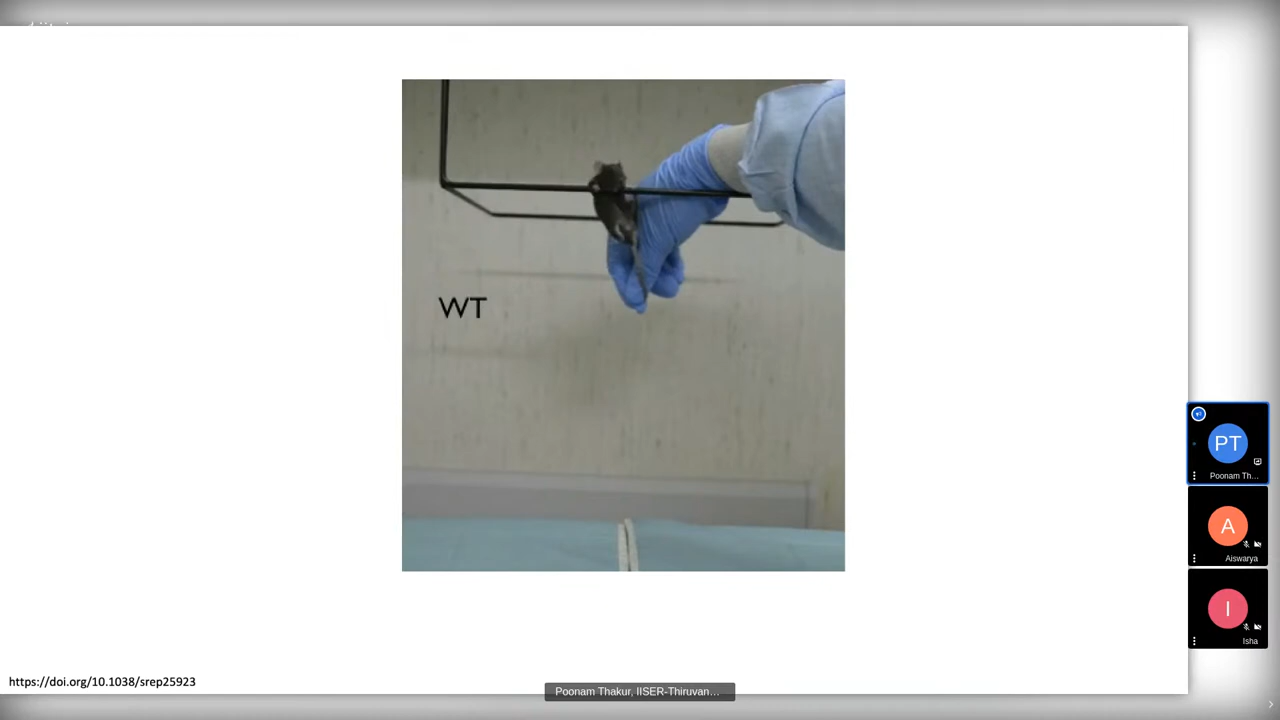 WT
PT
Poonam Th...
A
Aiswarya
I
Isha
https://doi.org/10.1038/srep25923
Poonam Thakur, IISER-Thiruvan...